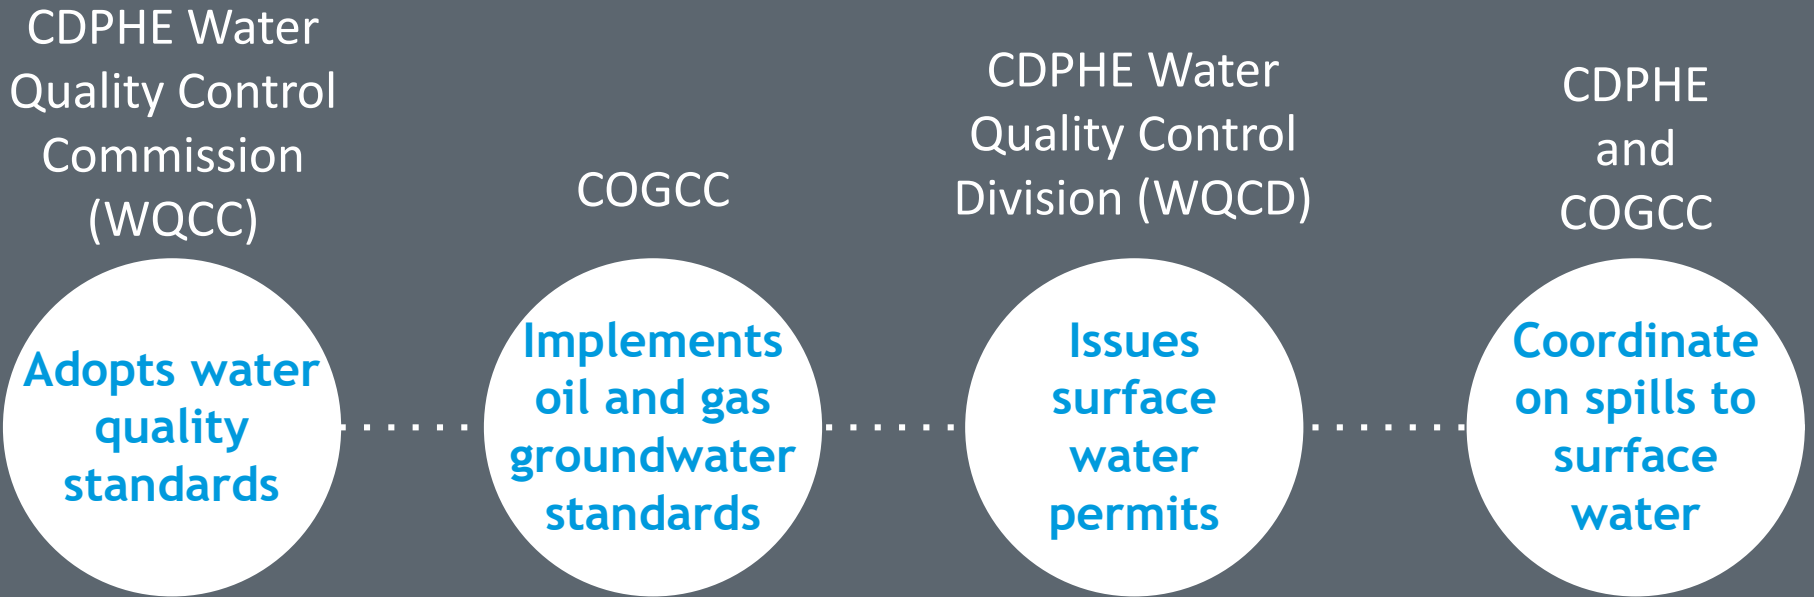 CDPHE Water
Quality Control
Commission
(WQCC)
Adopts water
quality
standards
COGCC
Implements
oil and gas
groundwater
standards
CDPHE Water
Quality Control
Division (WQCD)
Issues
surface
water
permits
CDPHE
and
COGCC
Coordinate
on spills to
surface
water